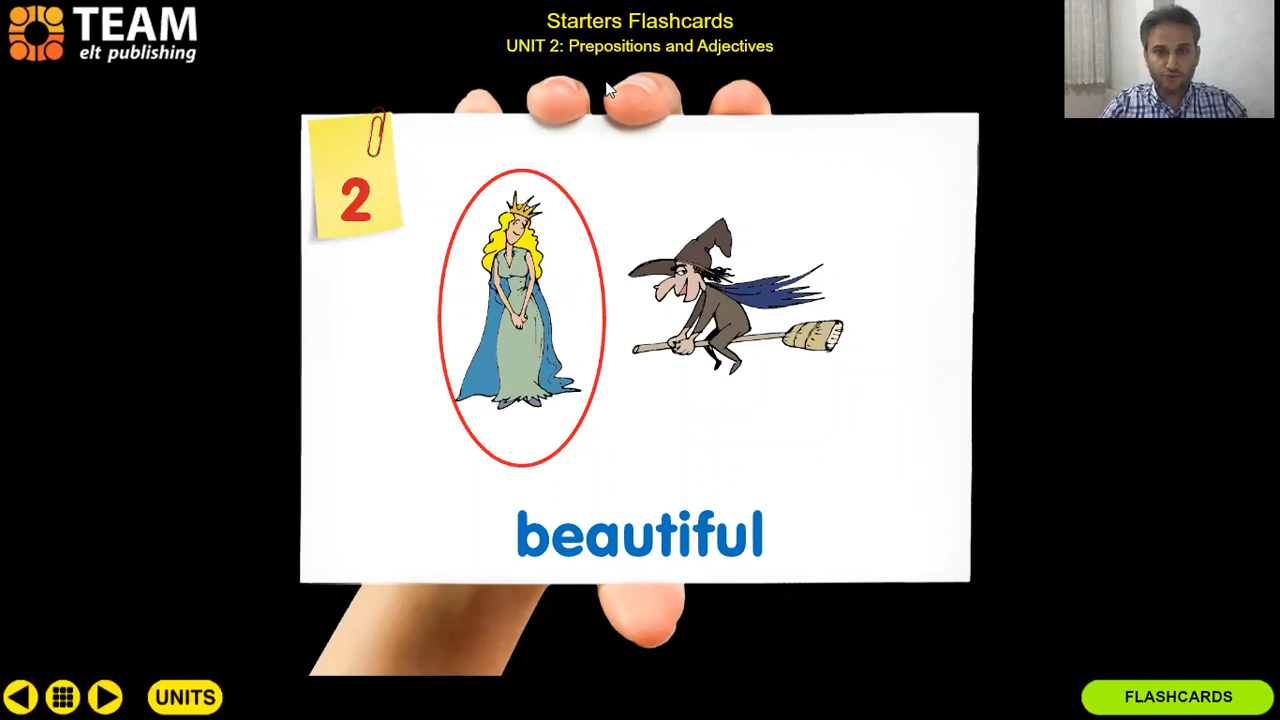 TEAM
elt publishing
Starters Flashcards
UNIT 2: Prepositions and Adjectives
2
beautiful
UNITS
FLASHCARDS